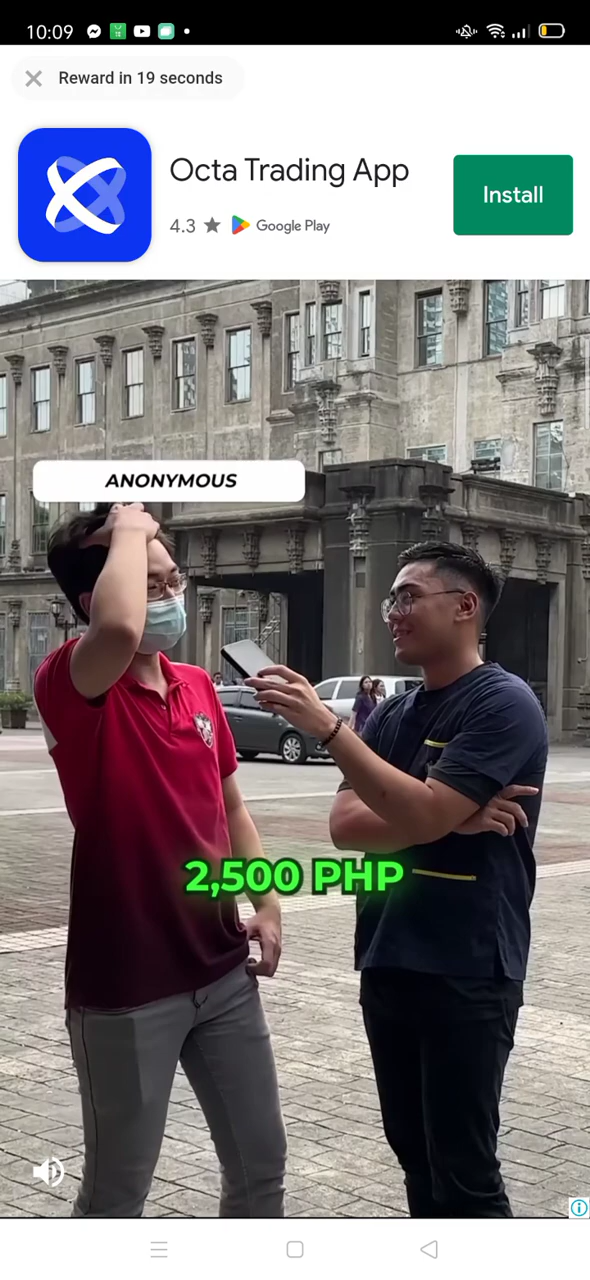 10:09
Reward in 19 seconds
Octa Trading App
Install
4.3 ★ Google Play
ANONYMOUS
2,500 PHP